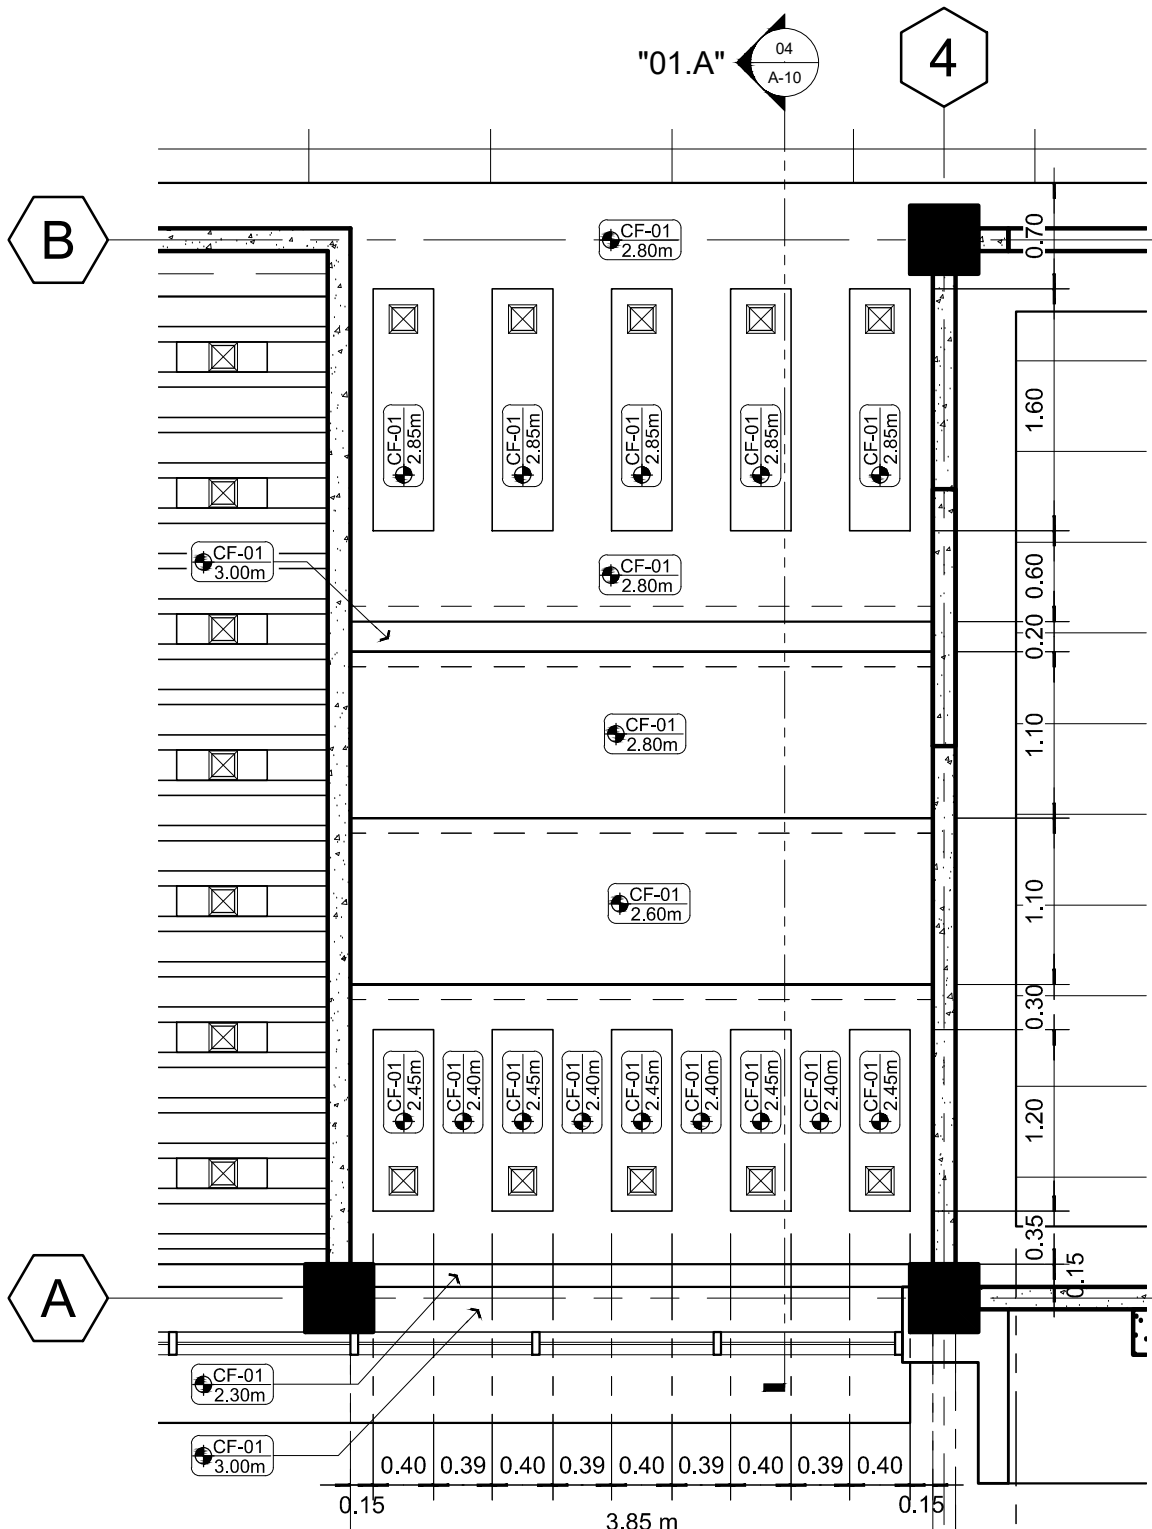 "01.A"
04
A-10
4
B
CF-01
2.80m
0.70
CF-01
2.85m
CF-01
2.85m
CF-01
2.85m
CF-01
2.85m
CF-01
2.85m
1.60
CF-01
3.00m
CF-01
2.80m
0.60
0.20
CF-01
2.80m
1.10
CF-01
2.60m
1.10
0.30
CF-01
2.45m
CF-01
2.40m
CF-01
2.45m
CF-01
2.40m
CF-01
2.45m
CF-01
2.40m
CF-01
2.45m
CF-01
2.40m
CF-01
2.45m
1.20
0.35
0.15
A
CF-01
2.30m
CF-01
3.00m
0.40 0.39 0.40 0.39 0.40 0.39 0.40 0.39 0.40
0.15 0.15
3.85 m